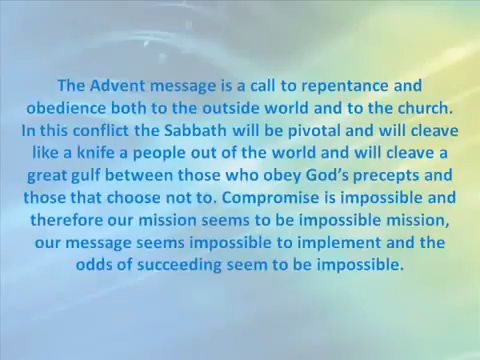 The Advent message is a call to repentance and
obedience both to the outside world and to the church.
In this conflict the Sabbath will be pivotal and will cleave
like a knife a people out of the world and will cleave a
great gulf between those who obey God's precepts and
those that choose not to. Compromise is impossible and
therefore our mission seems to be impossible mission,
our message seems impossible to implement and the
odds of succeeding seem to be impossible.